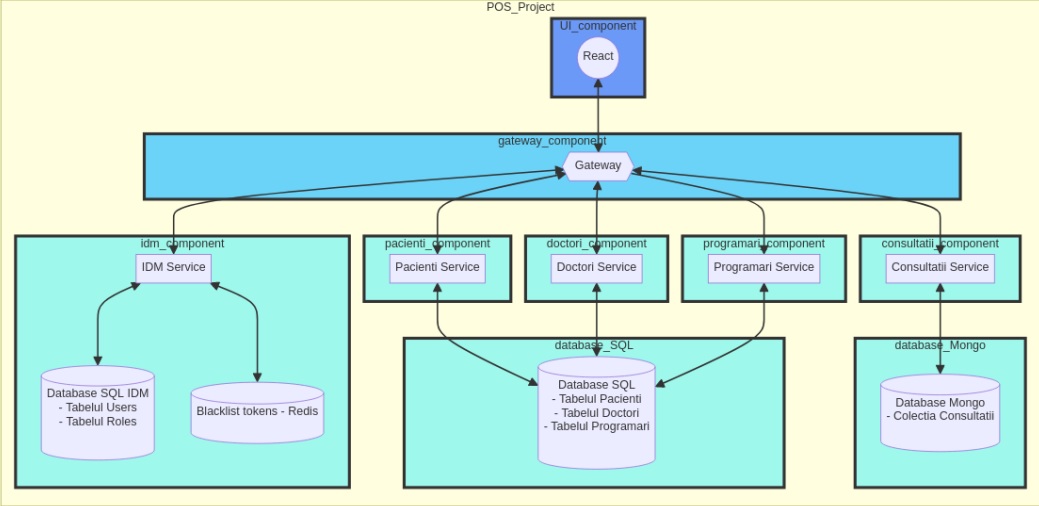 POS_Project
UI_component
React
gateway_component
Gateway
idm_component
pacienti_component
doctori_component
programari_component
consultatii_component
IDM Service
Pacienti Service
Doctori Service
Programari Service
Consultatii Service
database_SQL
database_Mongo
Database SQL IDM
- Tabelul Users
- Tabelul Roles
Blacklist tokens - Redis
Database SQL
- Tabelul Pacienti
- Tabelul Doctori
- Tabelul Programari
Database Mongo
- Colectia Consultatii